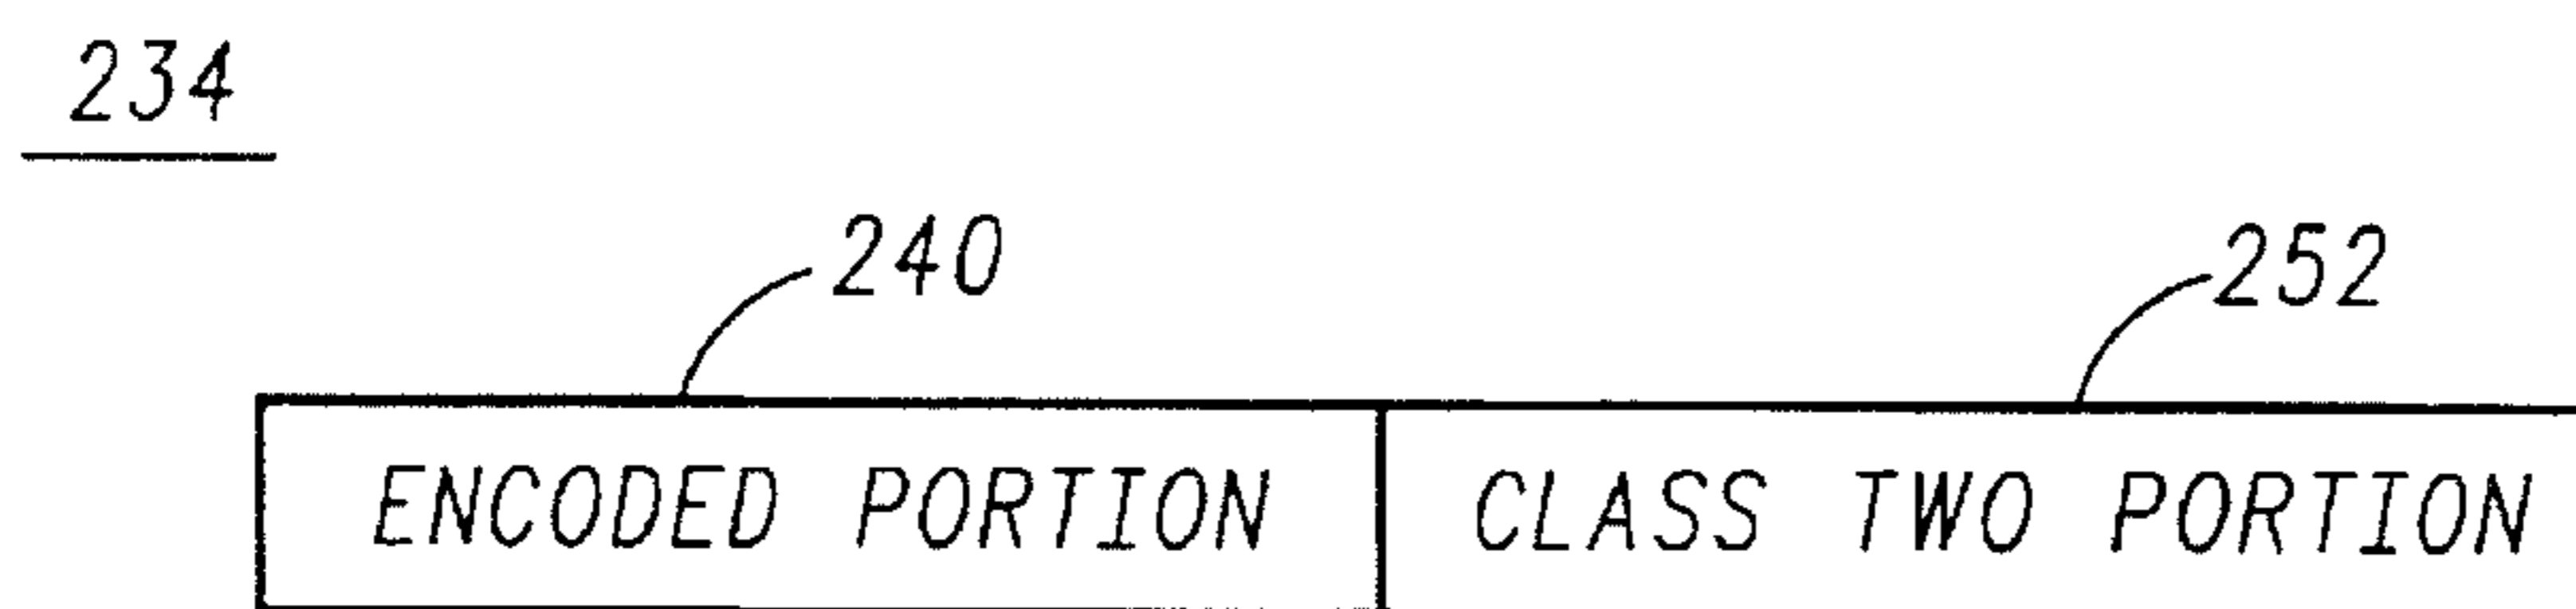 234
240 252
ENCODED PORTION CLASS TWO PORTION